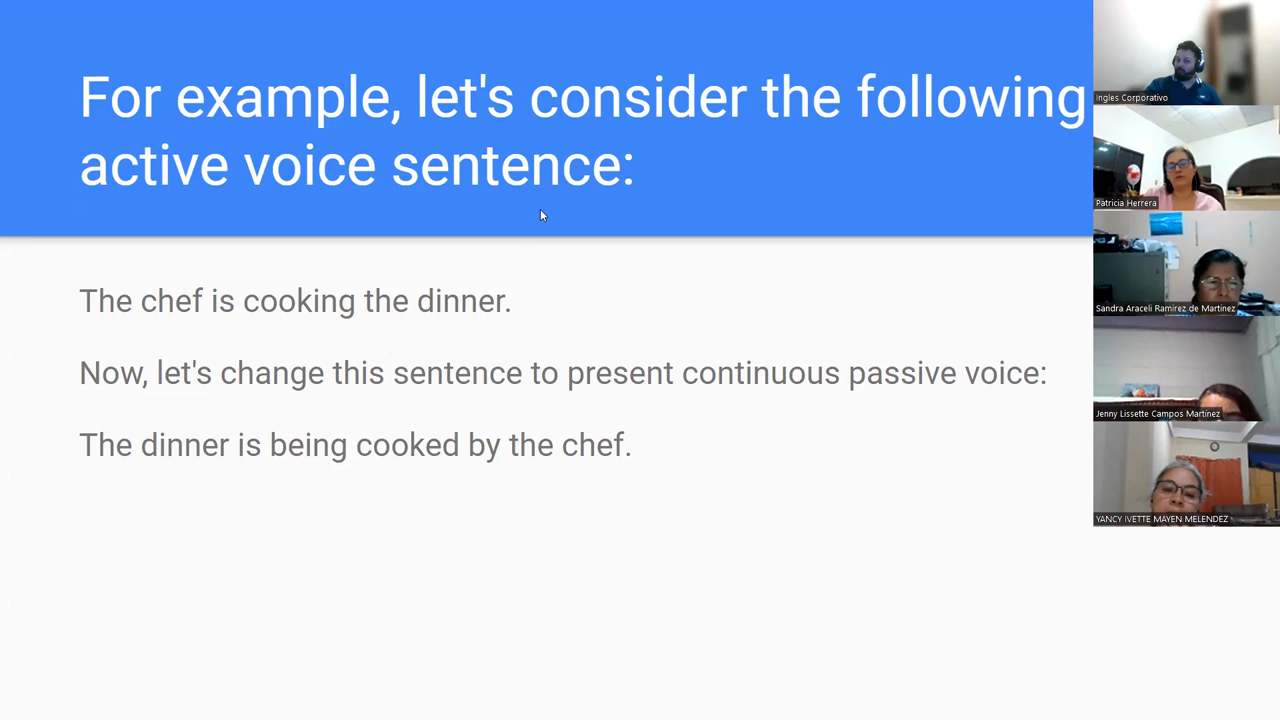 For example, let's consider the following
active voice sentence:
The chef is cooking the dinner.
Now, let's change this sentence to present continuous passive voice:
The dinner is being cooked by the chef.
Ingles Corporativo
Patricia Herrera
Sandra Araceli Ramirez de Martinez
Jenny Lissette Campos Martínez
YANCY IVETTE MAYEN MELENDEZ